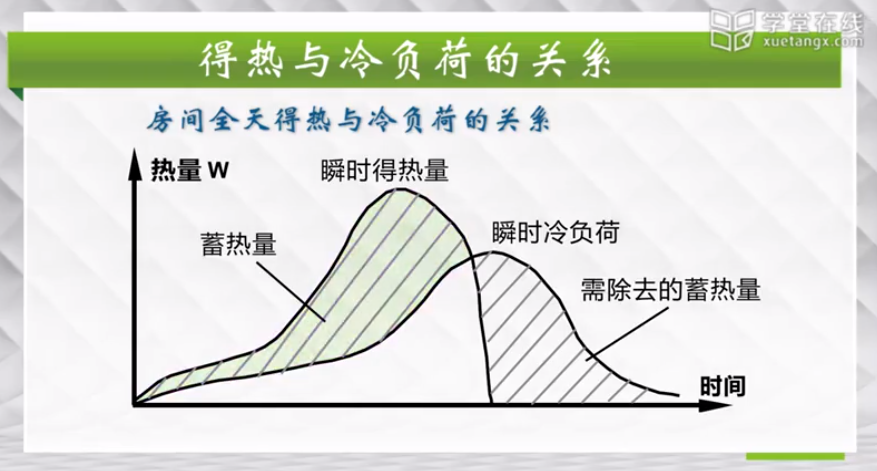 学堂在线
xuetangx.com
得热与冷负荷的关系
房间全天得热与冷负荷的关系
热量 W
瞬时得热量
蓄热量
瞬时冷负荷
需除去的蓄热量
时间